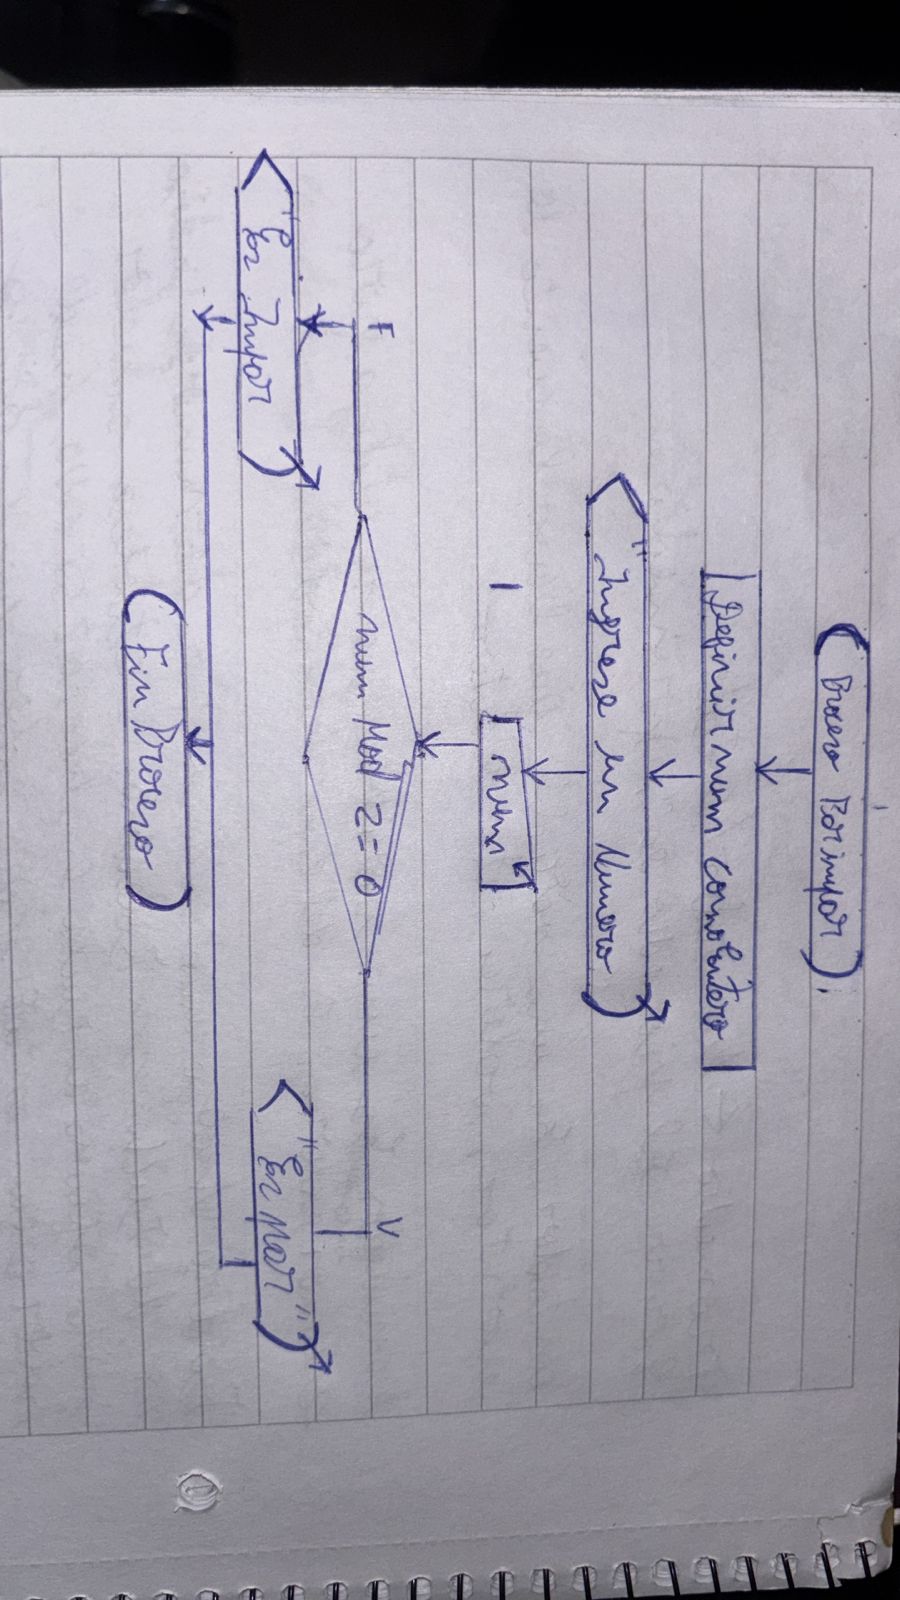 Proceso Parimpar
Definir num como Entero
"Ingrese un Numero
num
num Mod 2 = 0
F
V
"Es Impar
"Es Par"
Fin Proceso